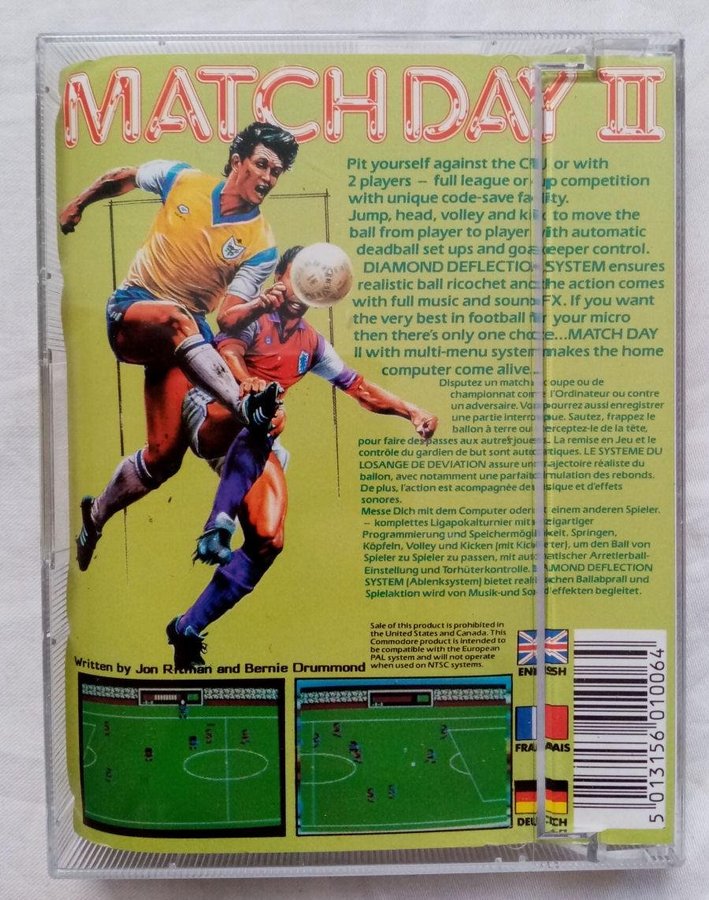 MATCH DAY II
Pit yourself against the CPU or with
2 players – full league or cup competition
with unique code-save facility.
Jump, head, volley and kick to move the
ball from player to player with automatic
deadball set ups and goalkeeper control.
DIAMOND DEFLECTION SYSTEM ensures
realistic ball ricochet and the action comes
with full music and sound FX. If you want
the very best in football for your micro
then there's only one choice...MATCH DAY
II with multi-menu system makes the home
computer come alive...
Disputez un match, coupe ou de
championnat contre l'Ordinateur ou contre
un adversaire. Vous pourrez aussi enregistrer
une partie interrompue. Sautez, frappez le
ballon à terre ou interceptez-le de la tête,
pour faire des passes aux autres joueurs. La remise en Jeu et le
contrôle du gardien de but sont automatiques. LE SYSTEME DU
LOSANGE DE DEVIATION assure une trajectoire réaliste du
ballon, avec notamment une parfaite simulation des rebonds.
De plus, l'action est acompagnée de musique et d'effets
sonores.
Messe Dich mit dem Computer oder mit einem anderen Spieler.
– komplettes Ligapokalturnier mit einzigartiger
Programmierung und Speichermöglichkeit. Springen,
Köpfeln, Volley und Kicken (mit Kickmeter), um den Ball von
Spieler zu Spieler zu passen, mit automatischer Arretlerball-
Einstellung und Torhüterkontrolle. DIAMOND DEFLECTION
SYSTEM (Ablenksystem) bietet realistischen Ballabprall und
Spielaktion wird von Musik-und Soundeffekten begleitet.
Sale of this product is prohibited in
the United States and Canada. This
Commodore product is intended to
be compatible with the European
PAL system and will not operate
when used on NTSC systems.
Written by Jon Ritman and Bernie Drummond
ENGLISH
FRANÇAIS
DEUTSCH
5 013156 010064